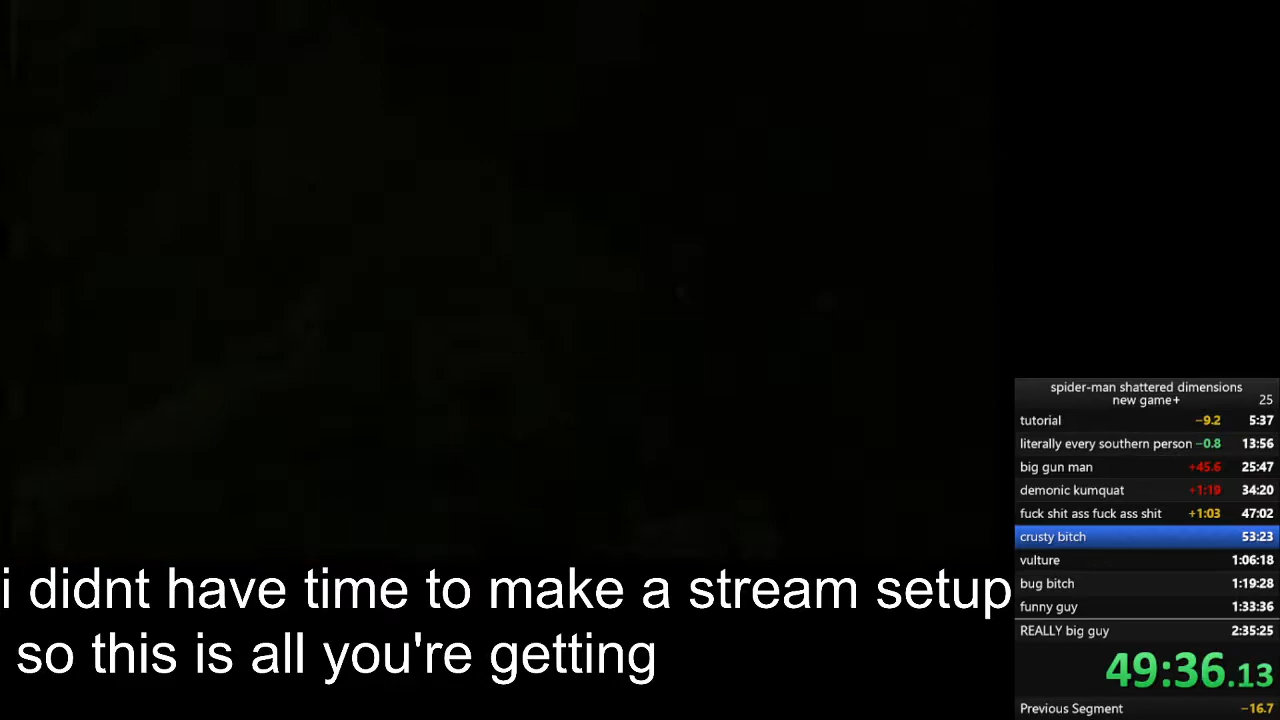 spider-man shattered dimensions
new game+ 25
tutorial −9.2 5:37
literally every southern person −0.8 13:56
big gun man +45.6 25:47
demonic kumquat +1:19 34:20
fuck shit ass fuck ass shit +1:03 47:02
crusty bitch 53:23
vulture 1:06:18
bug bitch 1:19:28
funny guy 1:33:36
REALLY big guy 2:35:25
49:36.13
Previous Segment −16.7
i didnt have time to make a stream setup
so this is all you're getting